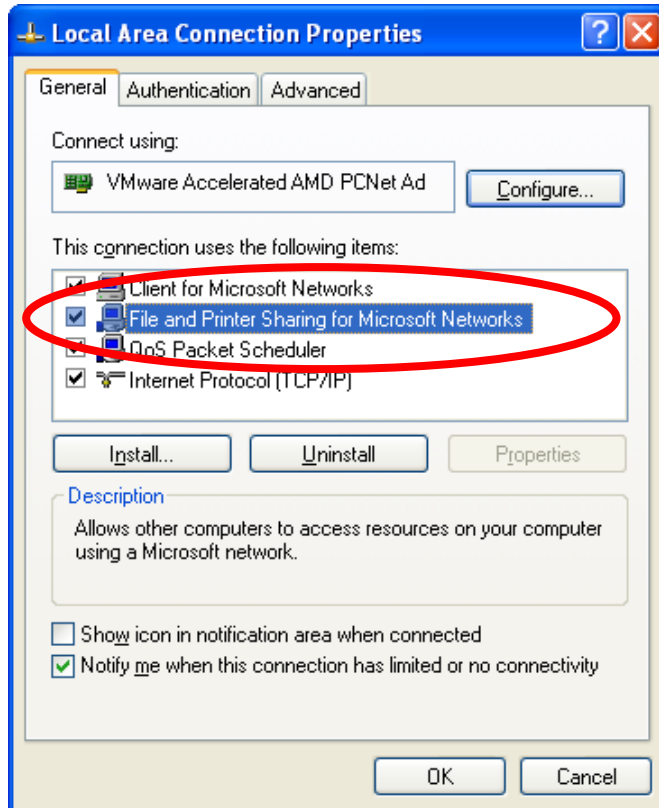 Local Area Connection Properties
General Authentication Advanced
Connect using:
VMware Accelerated AMD PCNet Ad
Configure...
This connection uses the following items:
Client for Microsoft Networks
File and Printer Sharing for Microsoft Networks
QoS Packet Scheduler
Internet Protocol (TCP/IP)
Install... Uninstall Properties
Description
Allows other computers to access resources on your computer
using a Microsoft network.
Show icon in notification area when connected
Notify me when this connection has limited or no connectivity
OK Cancel